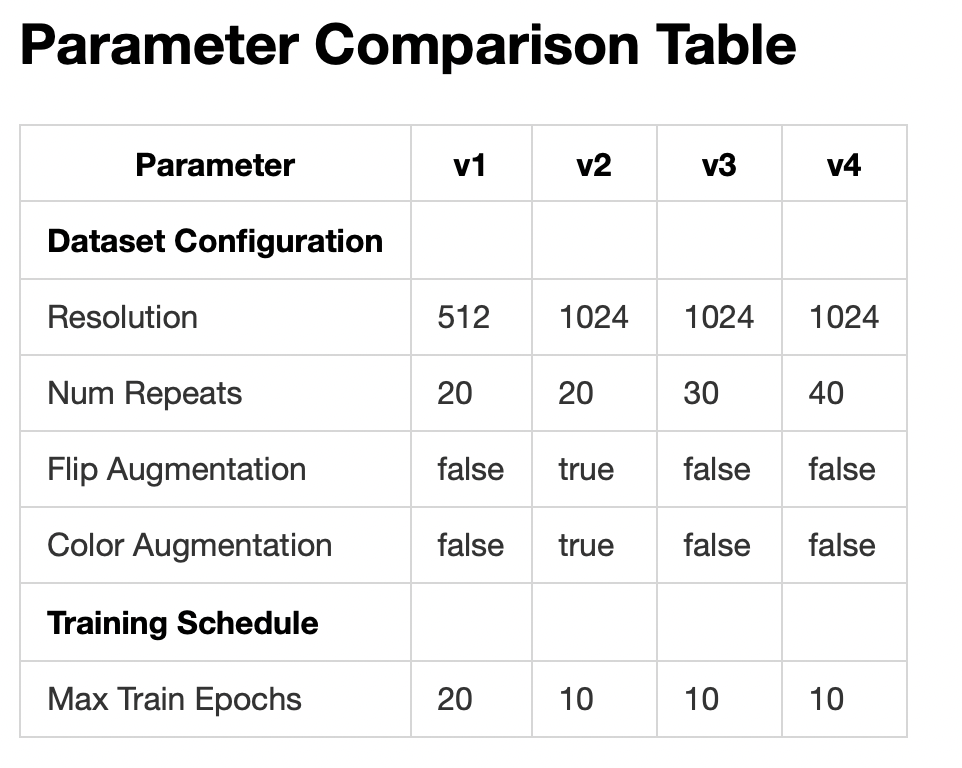 Parameter Comparison Table
Parameter v1 v2 v3 v4
Dataset Configuration
Resolution 512 1024 1024 1024
Num Repeats 20 20 30 40
Flip Augmentation false true false false
Color Augmentation false true false false
Training Schedule
Max Train Epochs 20 10 10 10